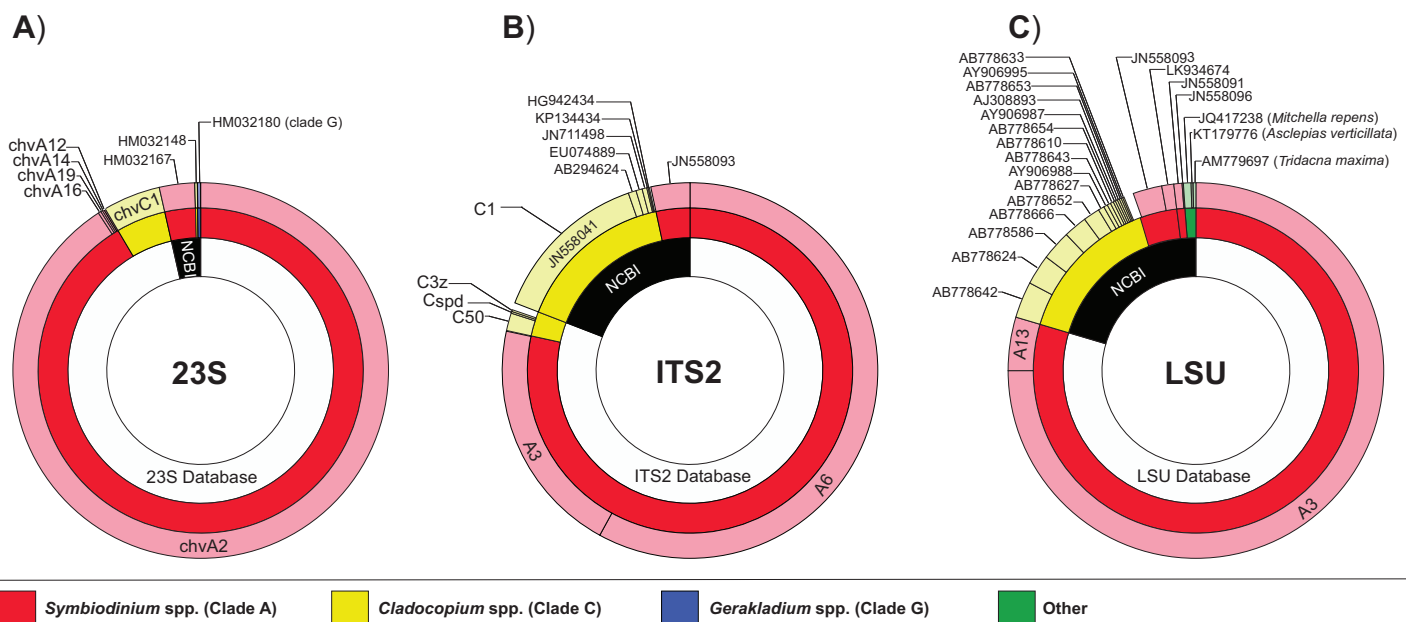 A)
HM032180 (clade G)
HM032148
HM032167
chvA12
chvA14
chvA19
chvA16
chvC1
NCBI
23S
23S Database
chvA2
B)
HG942434
KP134434
JN711498
EU074889
AB294624
JN558093
C1
JN558041
NCBI
C3z
Cspd
C50
ITS2
ITS2 Database
A3
A6
C)
AB778633
AY906995
AB778653
AJ308893
AY906987
AB778654
AB778610
AB778643
AY906988
AB778627
AB778652
AB778666
AB778586
AB778624
AB778642
JN558093
LK934674
JN558091
JN558096
JQ417238 (Mitchella repens)
KT179776 (Asclepias verticillata)
AM779697 (Tridacna maxima)
NCBI
A13
LSU
LSU Database
A3
Symbiodinium spp. (Clade A)
Cladocopium spp. (Clade C)
Gerakladium spp. (Clade G)
Other